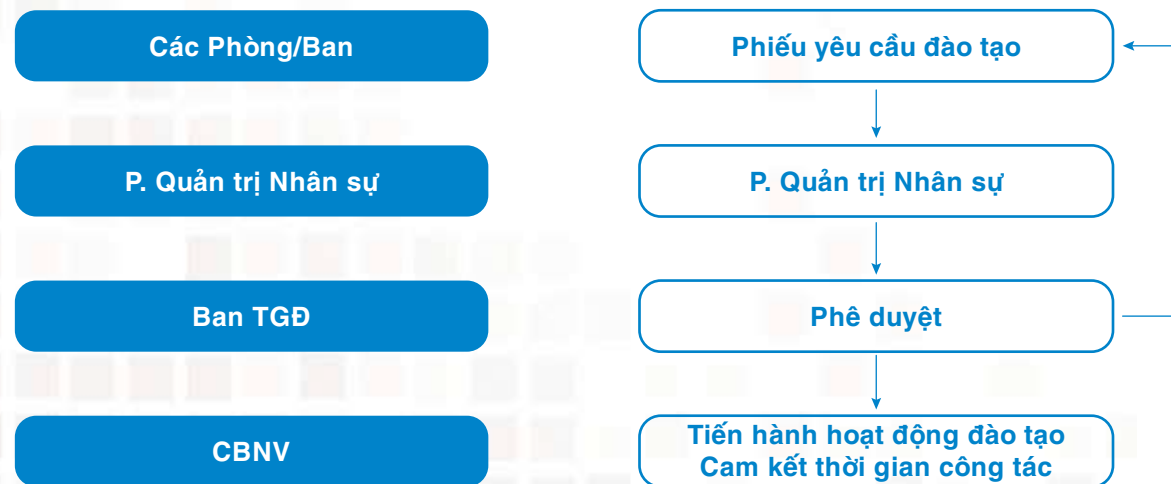 Các Phòng/Ban
Phiếu yêu cầu đào tạo
P. Quản trị Nhân sự
P. Quản trị Nhân sự
Ban TGĐ
Phê duyệt
CBNV
Tiến hành hoạt động đào tạo
Cam kết thời gian công tác